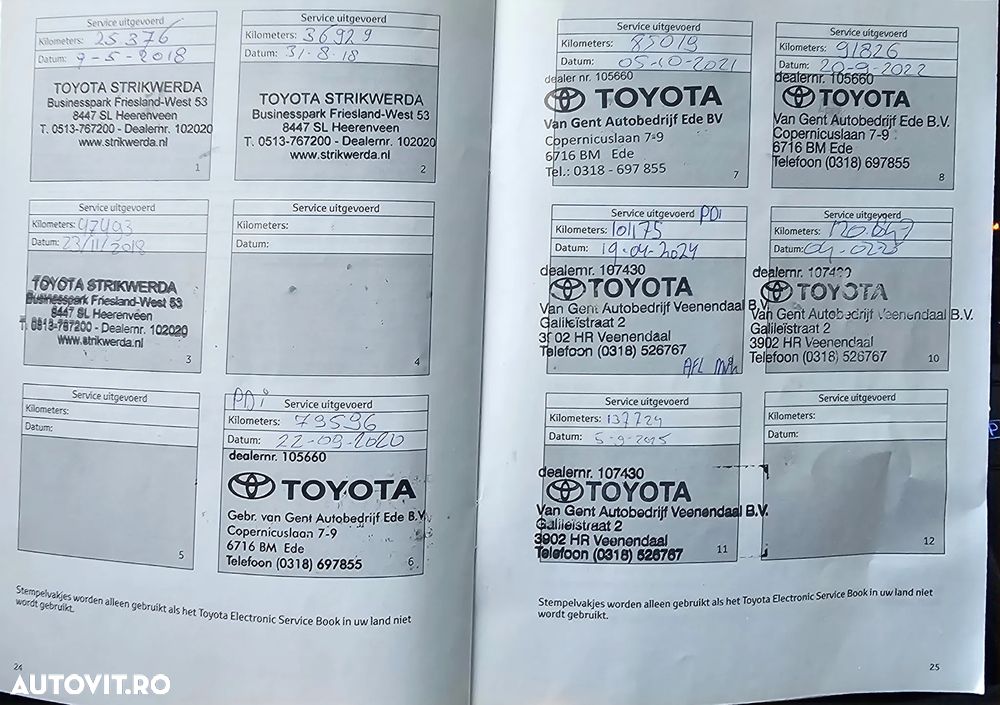 Service uitgevoerd
Kilometers: 25376
Datum: 9-5-2018
TOYOTA STRIKWERDA
Businesspark Friesland-West 53
8447 SL Heerenveen
T. 0513-767200 - Dealernr. 102020
www.strikwerda.nl
1
Service uitgevoerd
Kilometers: 36929
Datum: 31-8-18
TOYOTA STRIKWERDA
Businesspark Friesland-West 53
8447 SL Heerenveen
T. 0513-767200 - Dealernr. 102020
www.strikwerda.nl
2
Service uitgevoerd
Kilometers: 47493
Datum: 23/11/2018
TOYOTA STRIKWERDA
Businesspark Friesland-West 53
8447 SL Heerenveen
T. 0513-767200 - Dealernr. 102020
www.strikwerda.nl
3
Service uitgevoerd
Kilometers:
Datum:
4
Service uitgevoerd
Kilometers:
Datum:
5
PDi
Service uitgevoerd
Kilometers: 79596
Datum: 22-09-2020
dealernr. 105660
TOYOTA
Gebr. van Gent Autobedrijf Ede B.V.
Copernicuslaan 7-9
6716 BM Ede
Telefoon (0318) 697855
6
Stempelvakjes worden alleen gebruikt als het Toyota Electronic Service Book in uw land niet
wordt gebruikt.
24
Service uitgevoerd
Kilometers: 85019
Datum: 05-10-2021
dealer nr. 105660
TOYOTA
Van Gent Autobedrijf Ede BV
Copernicuslaan 7-9
6716 BM Ede
Tel.: 0318 - 697 855
7
Service uitgevoerd
Kilometers: 91826
Datum: 20-9-2022
dealernr. 105660
TOYOTA
Van Gent Autobedrijf Ede B.V.
Copernicuslaan 7-9
6716 BM Ede
Telefoon (0318) 697855
8
Service uitgevoerd PDi
Kilometers: 101175
Datum: 19-04-2024
dealernr. 107430
TOYOTA
Van Gent Autobedrijf Veenendaal B.V.
Galileïstraat 2
3902 HR Veenendaal
Telefoon (0318) 526767
AFL
9
Service uitgevoerd
Kilometers: 120.647
Datum:
dealernr. 107430
TOYOTA
Van Gent Autobedrijf Veenendaal B.V.
Galileïstraat 2
3902 HR Veenendaal
Telefoon (0318) 526767
10
Service uitgevoerd
Kilometers: 137724
Datum: 5-9-2025
dealernr. 107430
TOYOTA
Van Gent Autobedrijf Veenendaal B.V.
Galileïstraat 2
3902 HR Veenendaal
Telefoon (0318) 526767
11
Service uitgevoerd
Kilometers:
Datum:
12
Stempelvakjes worden alleen gebruikt als het Toyota Electronic Service Book in uw land niet
wordt gebruikt.
25
AUTOVIT.RO